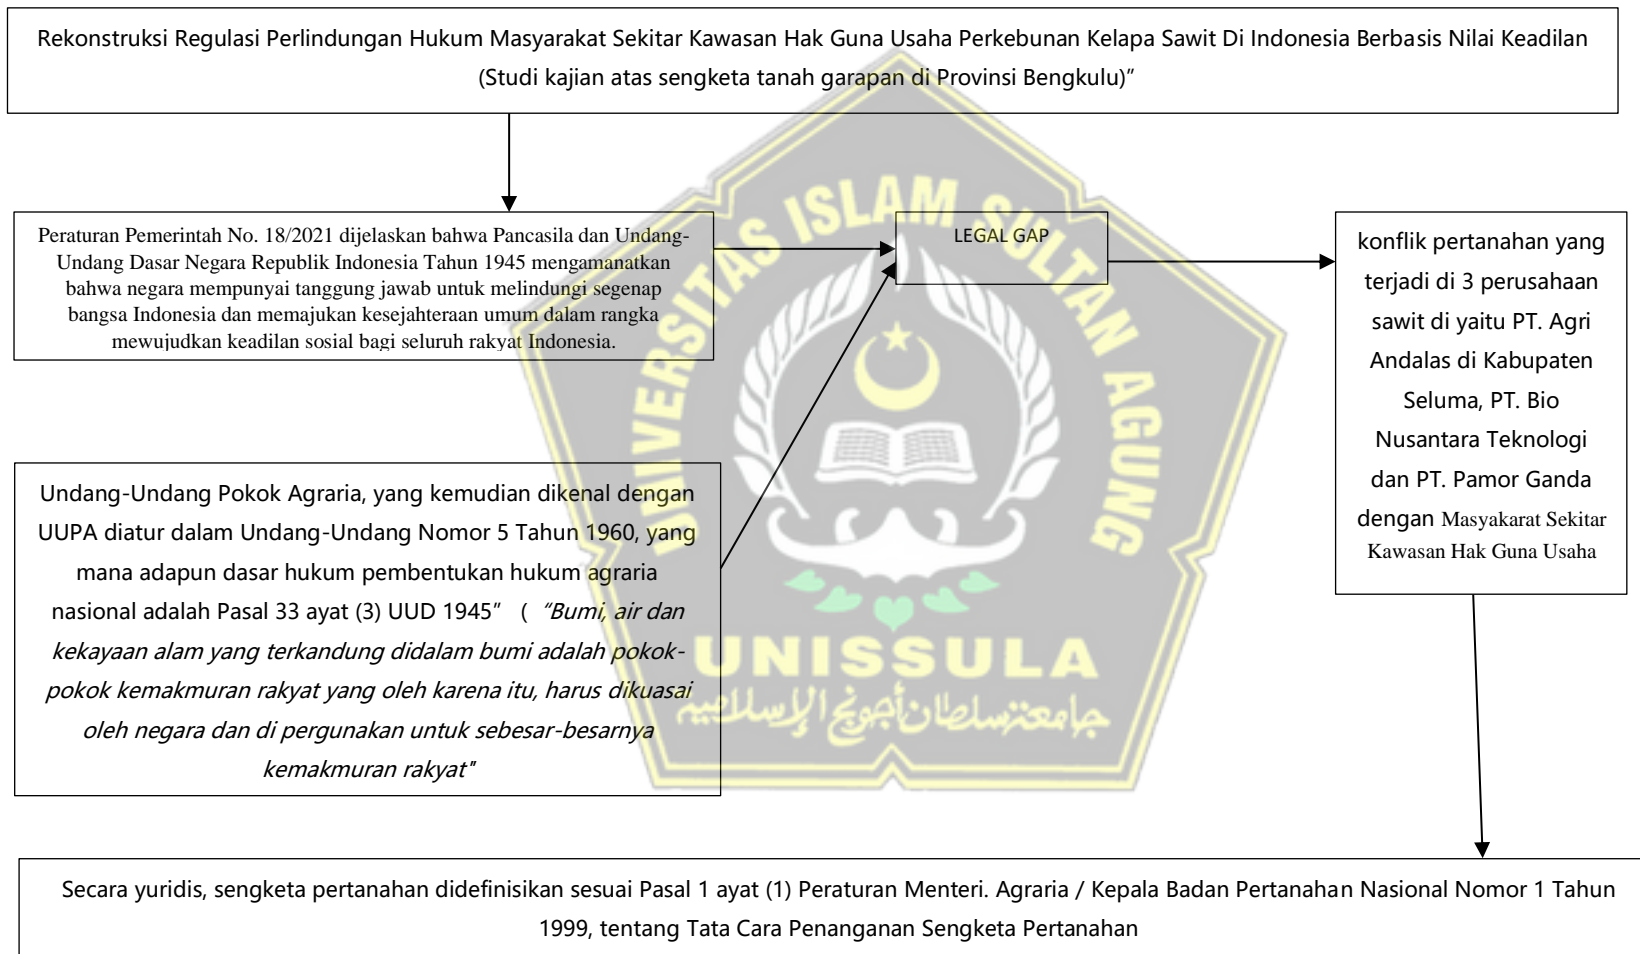 Rekonstruksi Regulasi Perlindungan Hukum Masyarakat Sekitar Kawasan Hak Guna Usaha Perkebunan Kelapa Sawit Di Indonesia Berbasis Nilai Keadilan
(Studi kajian atas sengketa tanah garapan di Provinsi Bengkulu)”
Peraturan Pemerintah No. 18/2021 dijelaskan bahwa Pancasila dan Undang-
Undang Dasar Negara Republik Indonesia Tahun 1945 mengamanatkan
bahwa negara mempunyai tanggung jawab untuk melindungi segenap
bangsa Indonesia dan memajukan kesejahteraan umum dalam rangka
mewujudkan keadilan sosial bagi seluruh rakyat Indonesia.
LEGAL GAP
konflik pertanahan yang
terjadi di 3 perusahaan
sawit di yaitu PT. Agri
Andalas di Kabupaten
Seluma, PT. Bio
Nusantara Teknologi
dan PT. Pamor Ganda
dengan Masyakarat Sekitar
Kawasan Hak Guna Usaha
Undang-Undang Pokok Agraria, yang kemudian dikenal dengan
UUPA diatur dalam Undang-Undang Nomor 5 Tahun 1960, yang
mana adapun dasar hukum pembentukan hukum agraria
nasional adalah Pasal 33 ayat (3) UUD 1945” ( “Bumi, air dan
kekayaan alam yang terkandung didalam bumi adalah pokok-
pokok kemakmuran rakyat yang oleh karena itu, harus dikuasai
oleh negara dan di pergunakan untuk sebesar-besarnya
kemakmuran rakyat"
UNIVERSITAS ISLAM SULTAN AGUNG
UNISSULA
جامعة سلطان أجونج الإسلامية
Secara yuridis, sengketa pertanahan didefinisikan sesuai Pasal 1 ayat (1) Peraturan Menteri. Agraria / Kepala Badan Pertanahan Nasional Nomor 1 Tahun
1999, tentang Tata Cara Penanganan Sengketa Pertanahan